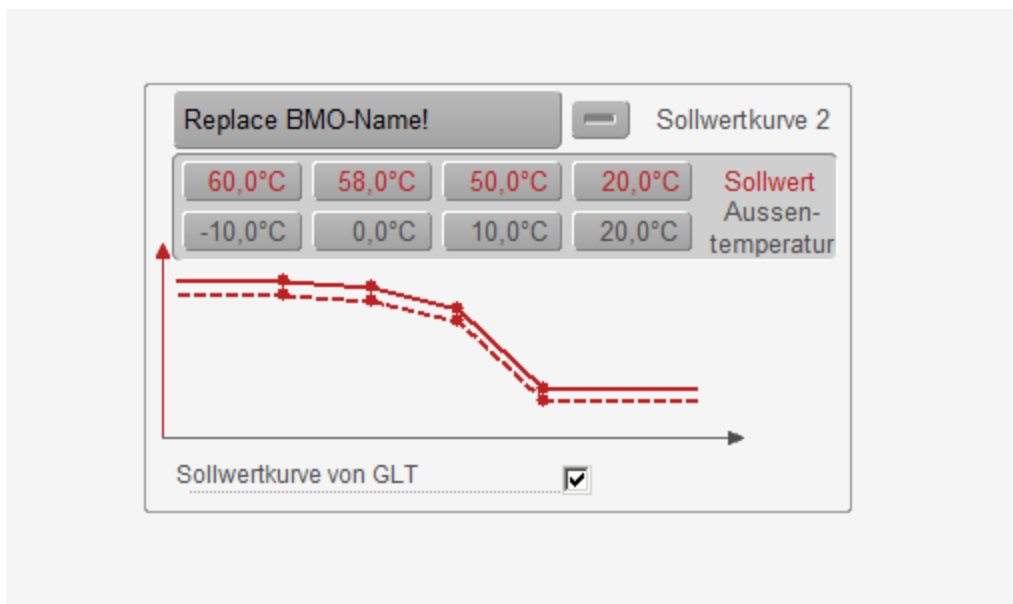 Replace BMO-Name! Sollwertkurve 2
60,0°C 58,0°C 50,0°C 20,0°C Sollwert
-10,0°C 0,0°C 10,0°C 20,0°C Aussen-
temperatur
Sollwertkurve von GLT